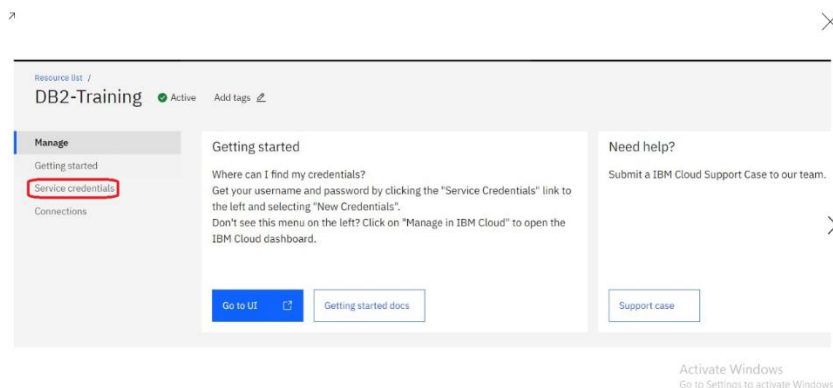 Resource list /
DB2-Training Active Add tags
Manage
Getting started
Service credentials
Connections
Getting started
Where can I find my credentials?
Get your username and password by clicking the "Service Credentials" link to
the left and selecting "New Credentials".
Don't see this menu on the left? Click on "Manage in IBM Cloud" to open the
IBM Cloud dashboard.
Go to UI
Getting started docs
Need help?
Submit a IBM Cloud Support Case to our team.
Support case
Activate Windows
Go to Settings to activate Windows